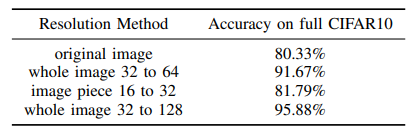 Resolution Method Accuracy on full CIFAR10
original image 80.33%
whole image 32 to 64 91.67%
image piece 16 to 32 81.79%
whole image 32 to 128 95.88%